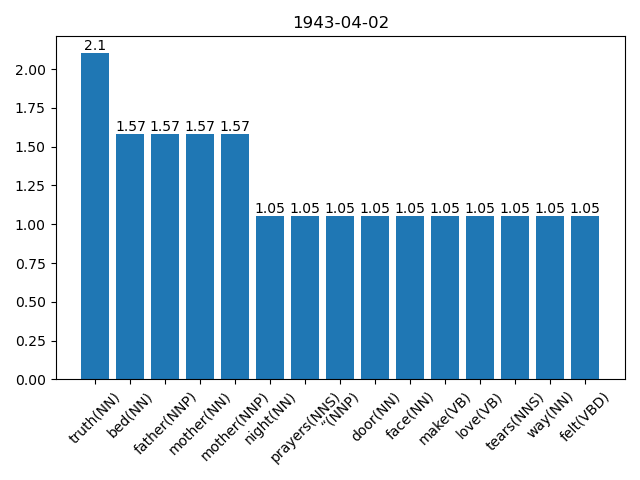 1943-04-02
2.1
1.57 1.57 1.57 1.57
1.05 1.05 1.05 1.05 1.05 1.05 1.05 1.05 1.05 1.05
2.00
1.75
1.50
1.25
1.00
0.75
0.50
0.25
0.00
truth(NN)
bed(NN)
father(NNP)
mother(NN)
mother(NNP)
night(NN)
prayers(NNS)
“(NNP)
door(NN)
face(NN)
make(VB)
love(VB)
tears(NNS)
way(NN)
felt(VBD)